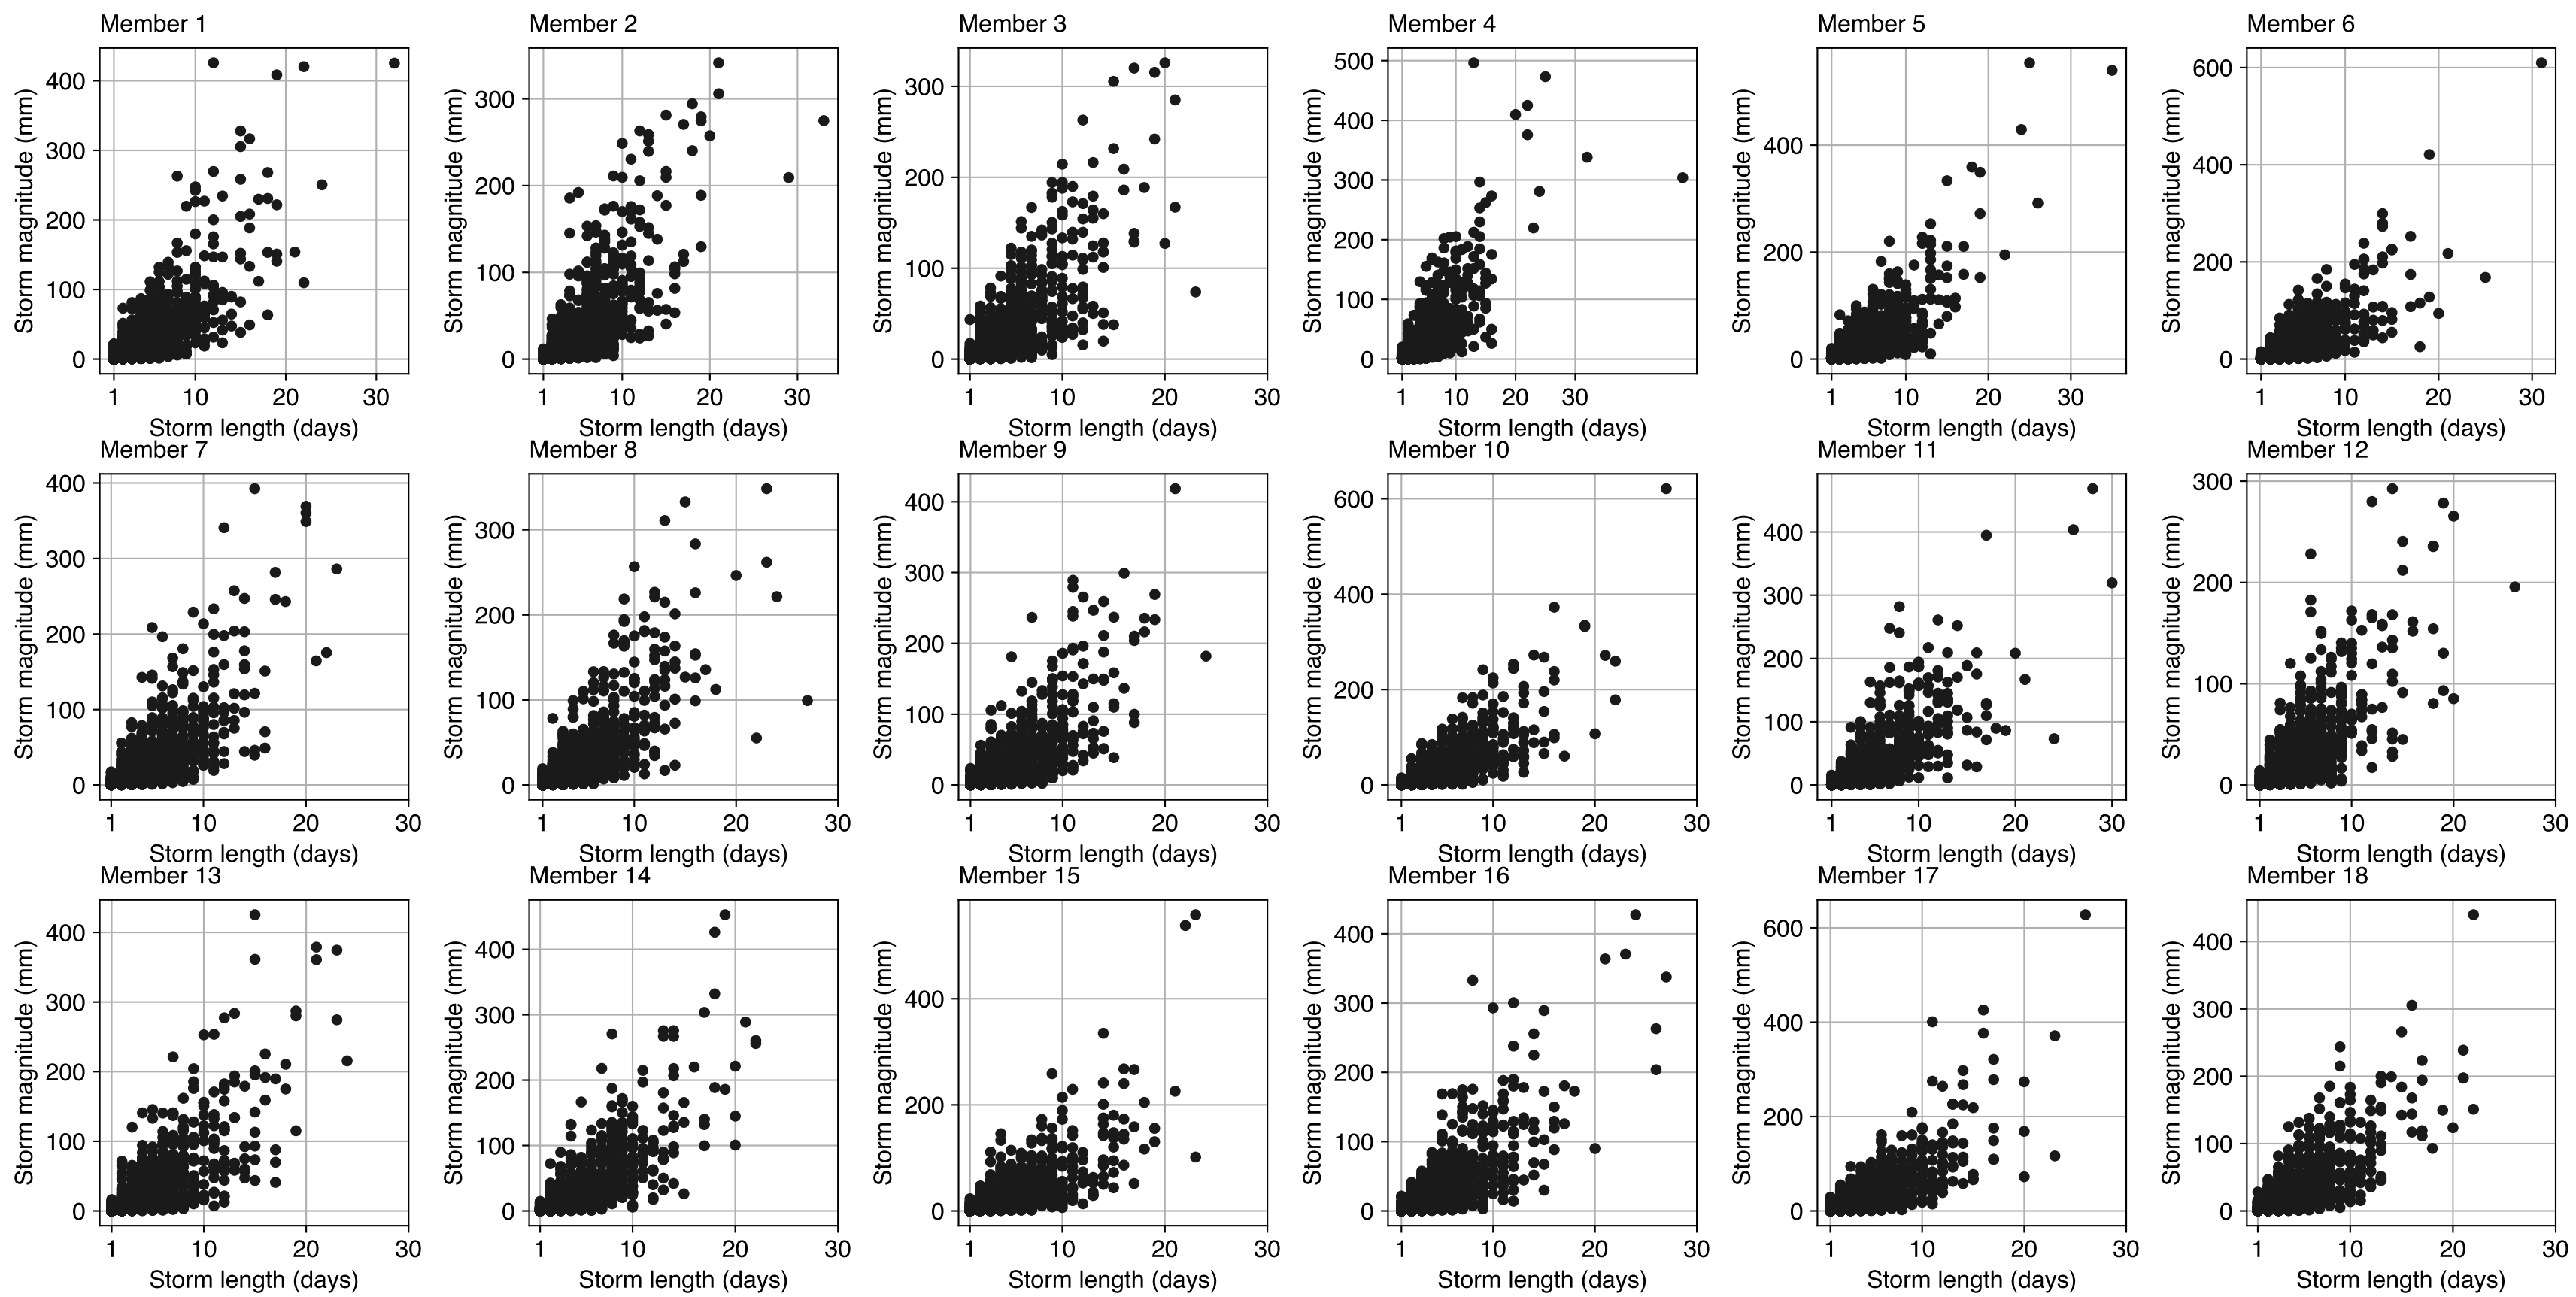 Member 1
Storm magnitude (mm)
400
300
200
100
0
1 10 20 30
Storm length (days)
Member 2
Storm magnitude (mm)
300
200
100
0
1 10 20 30
Storm length (days)
Member 3
Storm magnitude (mm)
300
200
100
0
1 10 20 30
Storm length (days)
Member 4
Storm magnitude (mm)
500
400
300
200
100
0
1 10 20 30
Storm length (days)
Member 5
Storm magnitude (mm)
400
200
0
1 10 20 30
Storm length (days)
Member 6
Storm magnitude (mm)
600
400
200
0
1 10 20 30
Storm length (days)
Member 7
Storm magnitude (mm)
400
300
200
100
0
1 10 20 30
Storm length (days)
Member 8
Storm magnitude (mm)
300
200
100
0
1 10 20 30
Storm length (days)
Member 9
Storm magnitude (mm)
400
300
200
100
0
1 10 20 30
Storm length (days)
Member 10
Storm magnitude (mm)
600
400
200
0
1 10 20 30
Storm length (days)
Member 11
Storm magnitude (mm)
400
300
200
100
0
1 10 20 30
Storm length (days)
Member 12
Storm magnitude (mm)
300
200
100
0
1 10 20 30
Storm length (days)
Member 13
Storm magnitude (mm)
400
300
200
100
0
1 10 20 30
Storm length (days)
Member 14
Storm magnitude (mm)
400
300
200
100
0
1 10 20 30
Storm length (days)
Member 15
Storm magnitude (mm)
400
200
0
1 10 20 30
Storm length (days)
Member 16
Storm magnitude (mm)
400
300
200
100
0
1 10 20 30
Storm length (days)
Member 17
Storm magnitude (mm)
600
400
200
0
1 10 20 30
Storm length (days)
Member 18
Storm magnitude (mm)
400
300
200
100
0
1 10 20 30
Storm length (days)